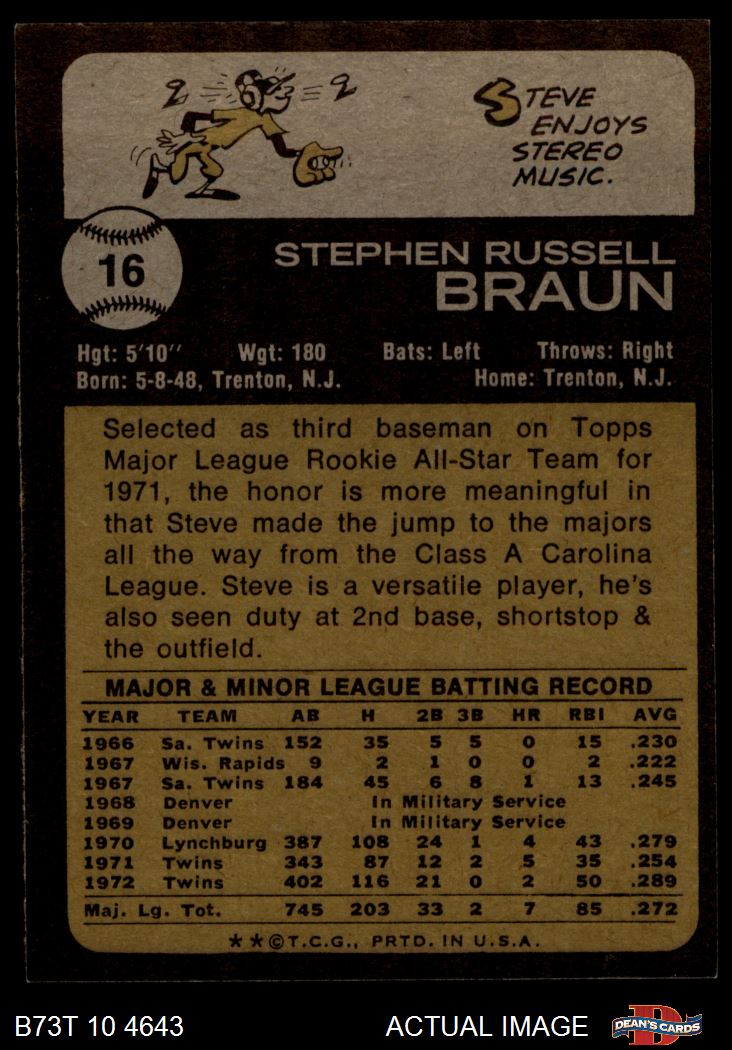 STEVE
ENJOYS
STEREO
MUSIC.
16
STEPHEN RUSSELL
BRAUN
Hgt: 5'10" Wgt: 180 Bats: Left Throws: Right
Born: 5-8-48, Trenton, N.J. Home: Trenton, N.J.
Selected as third baseman on Topps
Major League Rookie All-Star Team for
1971, the honor is more meaningful in
that Steve made the jump to the majors
all the way from the Class A Carolina
League. Steve is a versatile player, he's
also seen duty at 2nd base, shortstop &
the outfield.
MAJOR & MINOR LEAGUE BATTING RECORD
YEAR TEAM AB H 2B 3B HR RBI AVG
1966 Sa. Twins 152 35 5 5 0 15 .230
1967 Wis. Rapids 9 2 1 0 0 2 .222
1967 Sa. Twins 184 45 6 8 1 13 .245
1968 Denver In Military Service
1969 Denver In Military Service
1970 Lynchburg 387 108 24 1 4 43 .279
1971 Twins 343 87 12 2 5 35 .254
1972 Twins 402 116 21 0 2 50 .289
Maj. Lg. Tot. 745 203 33 2 7 85 .272
**©T.C.G., PRTD. IN U.S.A.
B73T 10 4643 ACTUAL IMAGE
D
DEAN'S CARDS